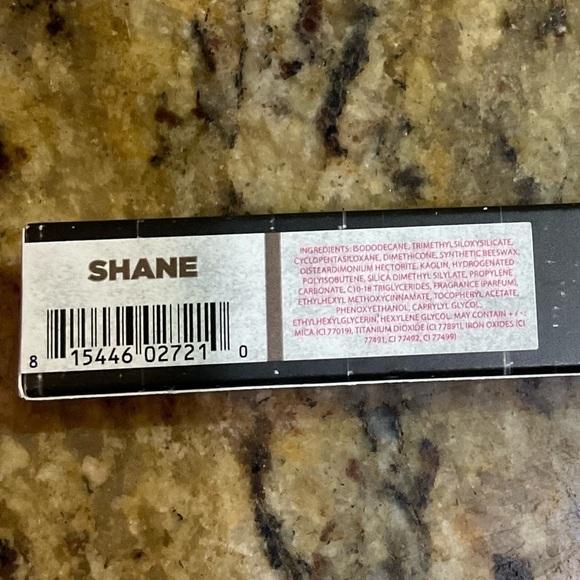 SHANE
8 15446 02721 0
INGREDIENTS: ISODODECANE, TRIMETHYLSILOXYSILICATE,
CYCLOPENTASILOXANE, DIMETHICONE, SYNTHETIC BEESWAX,
DISTEARDIMONIUM HECTORITE, KAOLIN, HYDROGENATED
POLYISOBUTENE, SILICA DIMETHYL SILYLATE, PROPYLENE
CARBONATE, C10-18 TRIGLYCERIDES, FRAGRANCE (PARFUM),
ETHYLHEXYL METHOXYCINNAMATE, TOCOPHERYL ACETATE,
PHENOXYETHANOL, CAPRYLYL GLYCOL,
ETHYLHEXYLGLYCERIN, HEXYLENE GLYCOL. MAY CONTAIN + / - :
MICA (CI 77019), TITANIUM DIOXIDE (CI 77891), IRON OXIDES (CI
77491, CI 77492, CI 77499)